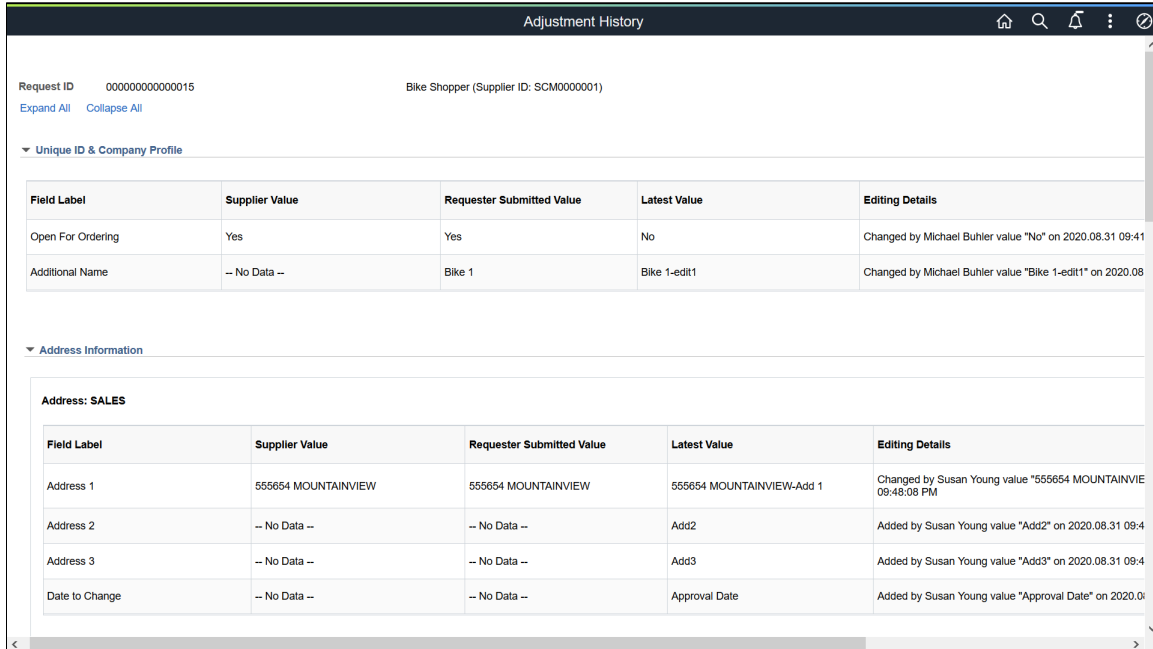 Adjustment History
Request ID 000000000000015 Bike Shopper (Supplier ID: SCM0000001)
Expand All Collapse All
Unique ID & Company Profile
Field Label Supplier Value Requester Submitted Value Latest Value Editing Details
Open For Ordering Yes Yes No Changed by Michael Buhler value "No" on 2020.08.31 09:41
Additional Name -- No Data -- Bike 1 Bike 1-edit1 Changed by Michael Buhler value "Bike 1-edit1" on 2020.08
Address Information
Address: SALES
Field Label Supplier Value Requester Submitted Value Latest Value Editing Details
Address 1 555654 MOUNTAINVIEW 555654 MOUNTAINVIEW 555654 MOUNTAINVIEW-Add 1 Changed by Susan Young value "555654 MOUNTAINVIE
09:48:08 PM
Address 2 -- No Data -- -- No Data -- Add2 Added by Susan Young value "Add2" on 2020.08.31 09:4
Address 3 -- No Data -- -- No Data -- Add3 Added by Susan Young value "Add3" on 2020.08.31 09:4
Date to Change -- No Data -- -- No Data -- Approval Date Added by Susan Young value "Approval Date" on 2020.0